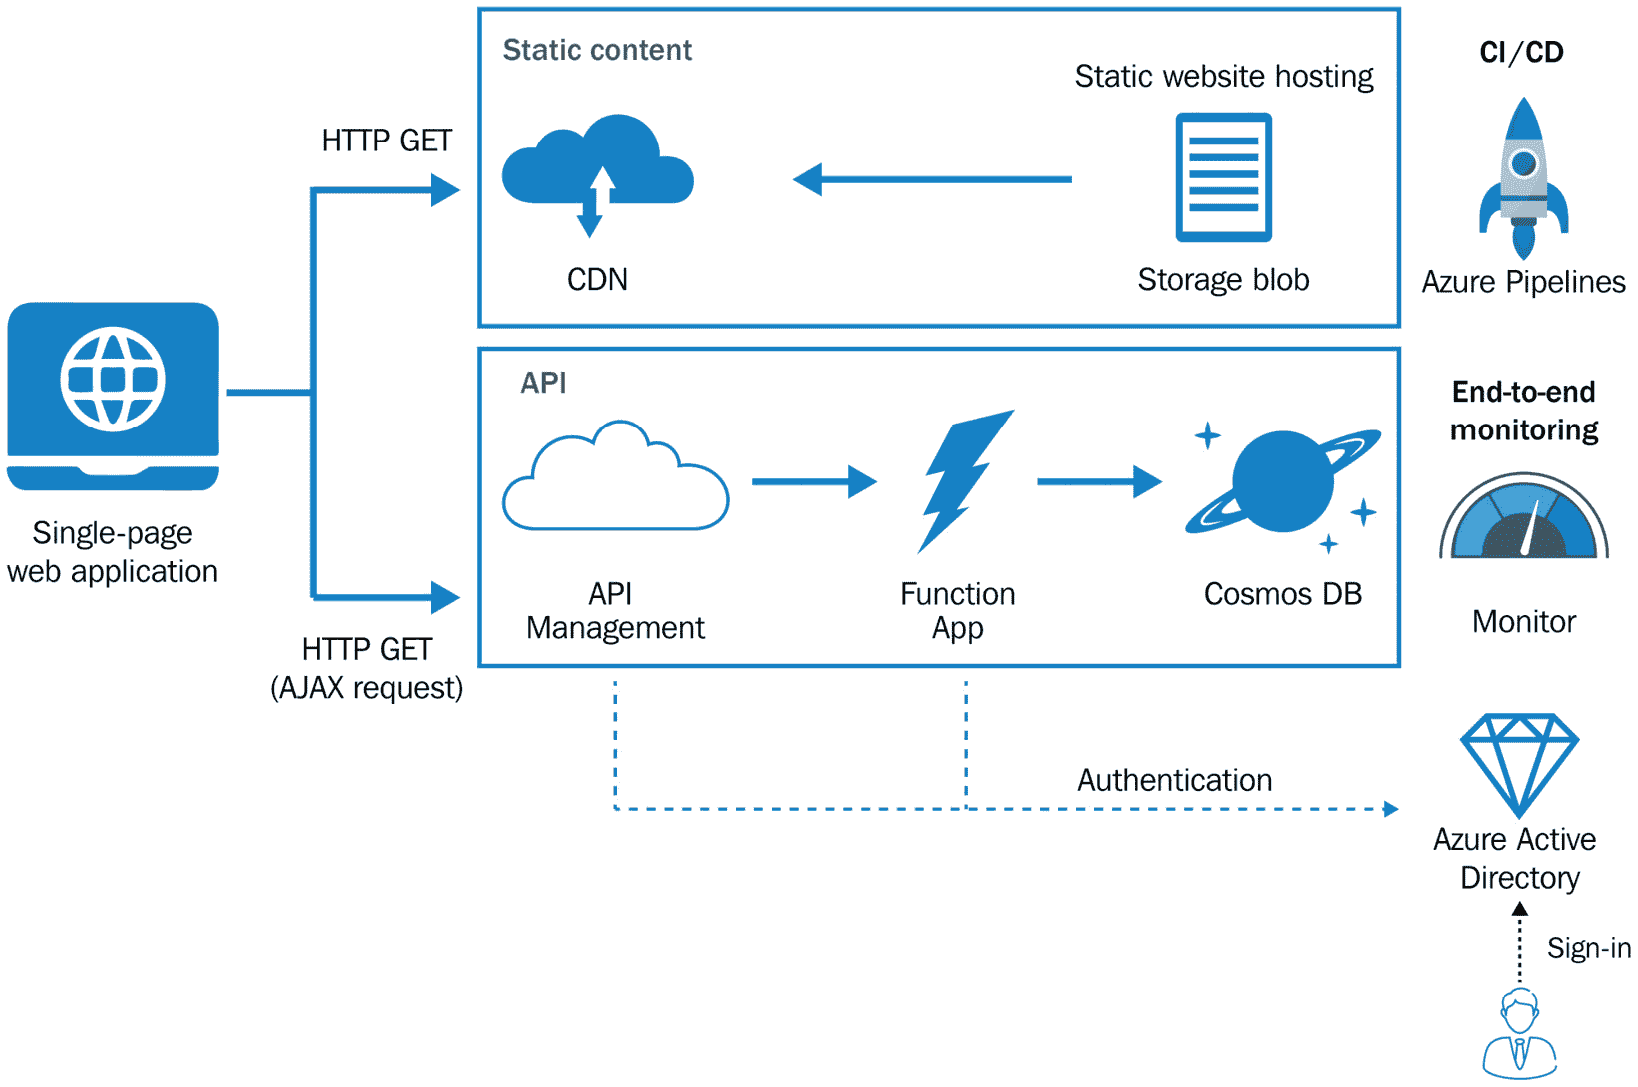 Static content
Static website hosting
CI/CD
HTTP GET
CDN
Storage blob
Azure Pipelines
API
End-to-end
monitoring
Single-page
web application
API
Management
Function
App
Cosmos DB
Monitor
HTTP GET
(AJAX request)
Authentication
Azure Active
Directory
Sign-in